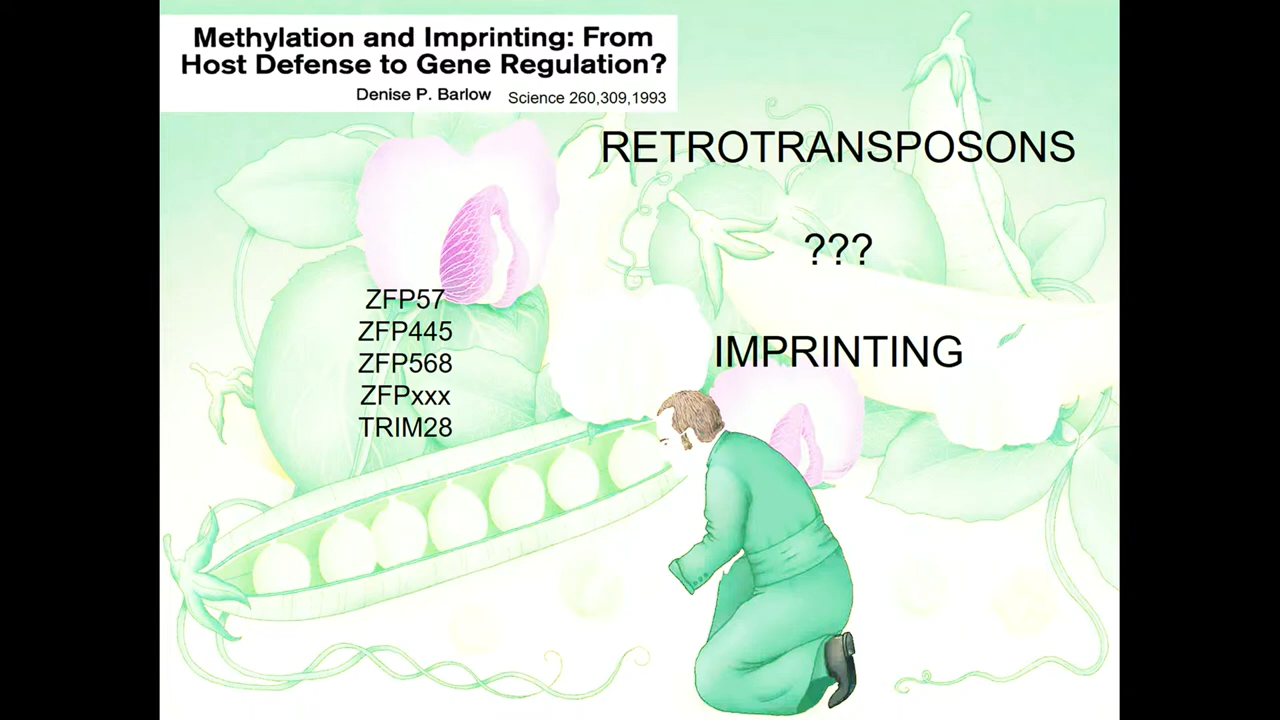 Methylation and Imprinting: From
Host Defense to Gene Regulation?
Denise P. Barlow Science 260,309,1993
RETROTRANSPOSONS
???
IMPRINTING
ZFP57
ZFP445
ZFP568
ZFPxxx
TRIM28